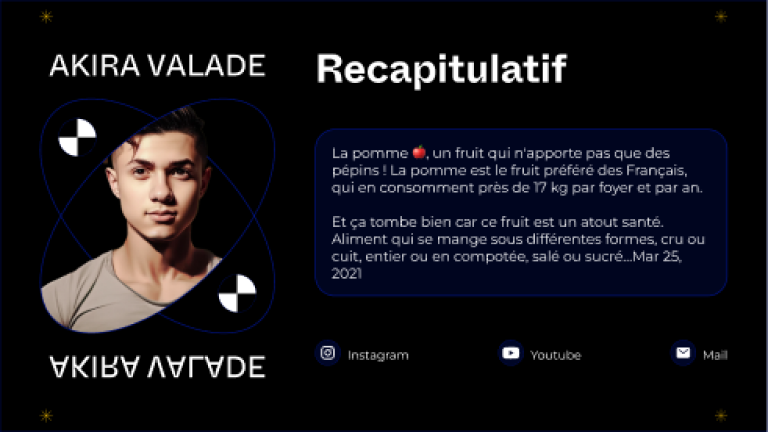 AKIRA VALADE
Recapitulatif
La pomme 🍎, un fruit qui n'apporte pas que des
pépins ! La pomme est le fruit préféré des Français,
qui en consomment près de 17 kg par foyer et par an.
Et ça tombe bien car ce fruit est un atout santé.
Aliment qui se mange sous différentes formes, cru ou
cuit, entier ou en compotée, salé ou sucré...Mar 25,
2021
AKIRA VALADE
Instagram
Youtube
Mail